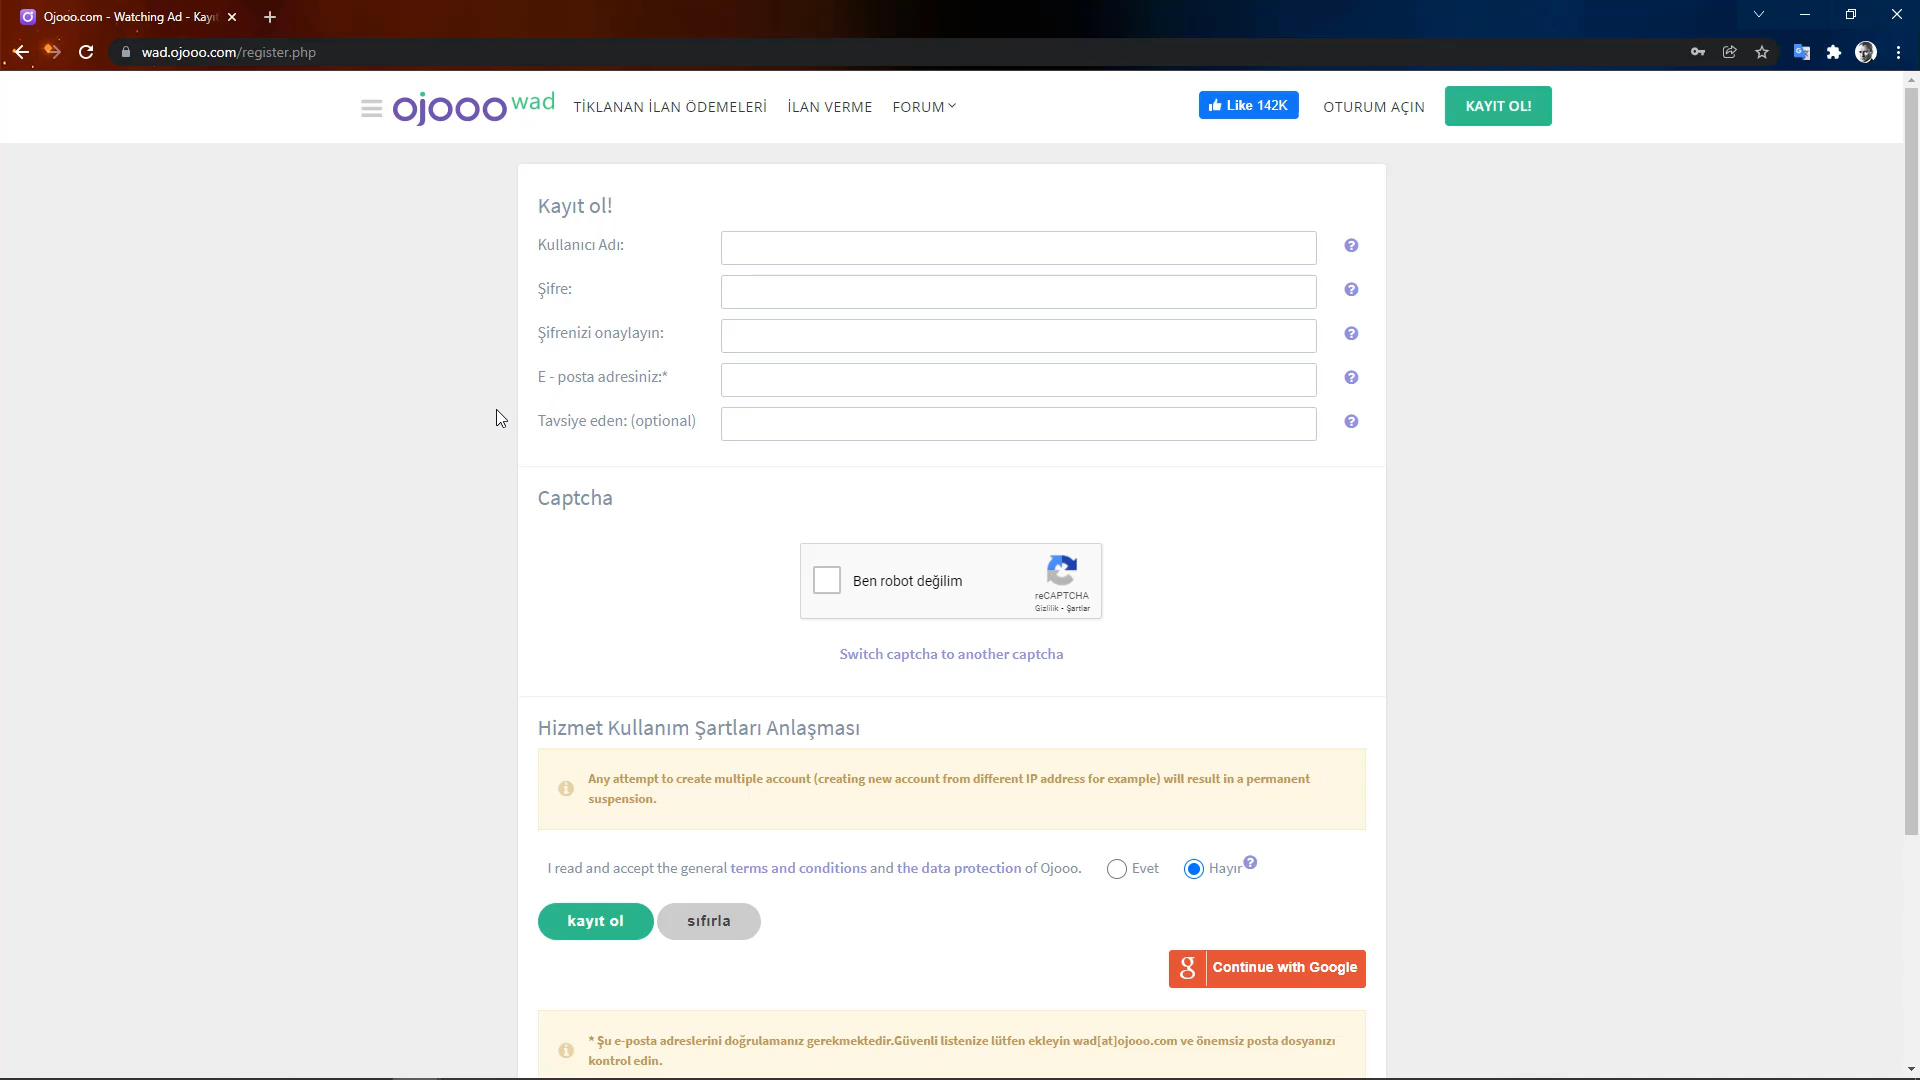 Ojooo.com - Watching Ad - Kayı
wad.ojooo.com/register.php
ojooo wad
TİKLANAN İLAN ÖDEMELERİ
İLAN VERME
FORUM
Like 142K
OTURUM AÇIN
KAYIT OL!
Kayıt ol!
Kullanıcı Adı:
Şifre:
Şifrenizi onaylayın:
E - posta adresiniz:*
Tavsiye eden: (optional)
Captcha
Ben robot değilim
reCAPTCHA
Gizlilik - Şartlar
Switch captcha to another captcha
Hizmet Kullanım Şartları Anlaşması
Any attempt to create multiple account (creating new account from different IP address for example) will result in a permanent
suspension.
I read and accept the general terms and conditions and the data protection of Ojooo. Evet Hayır
kayıt ol
sıfırla
g Continue with Google
* Şu e-posta adreslerini doğrulamanız gerekmektedir.Güvenli listenize lütfen ekleyin wad[at]ojooo.com ve önemsiz posta dosyanızı
kontrol edin.